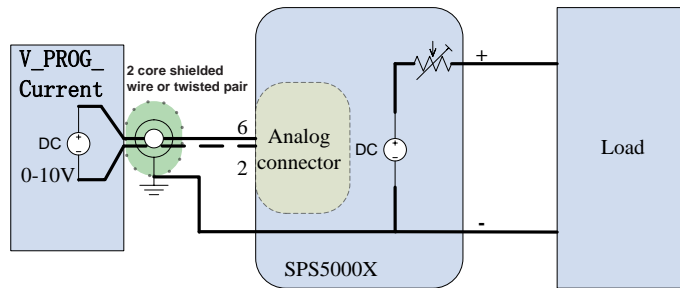 V_PROG_
Current
2 core shielded
wire or twisted pair
DC
0-10V
6
2
Analog
connector
DC
+
-
SPS5000X
Load